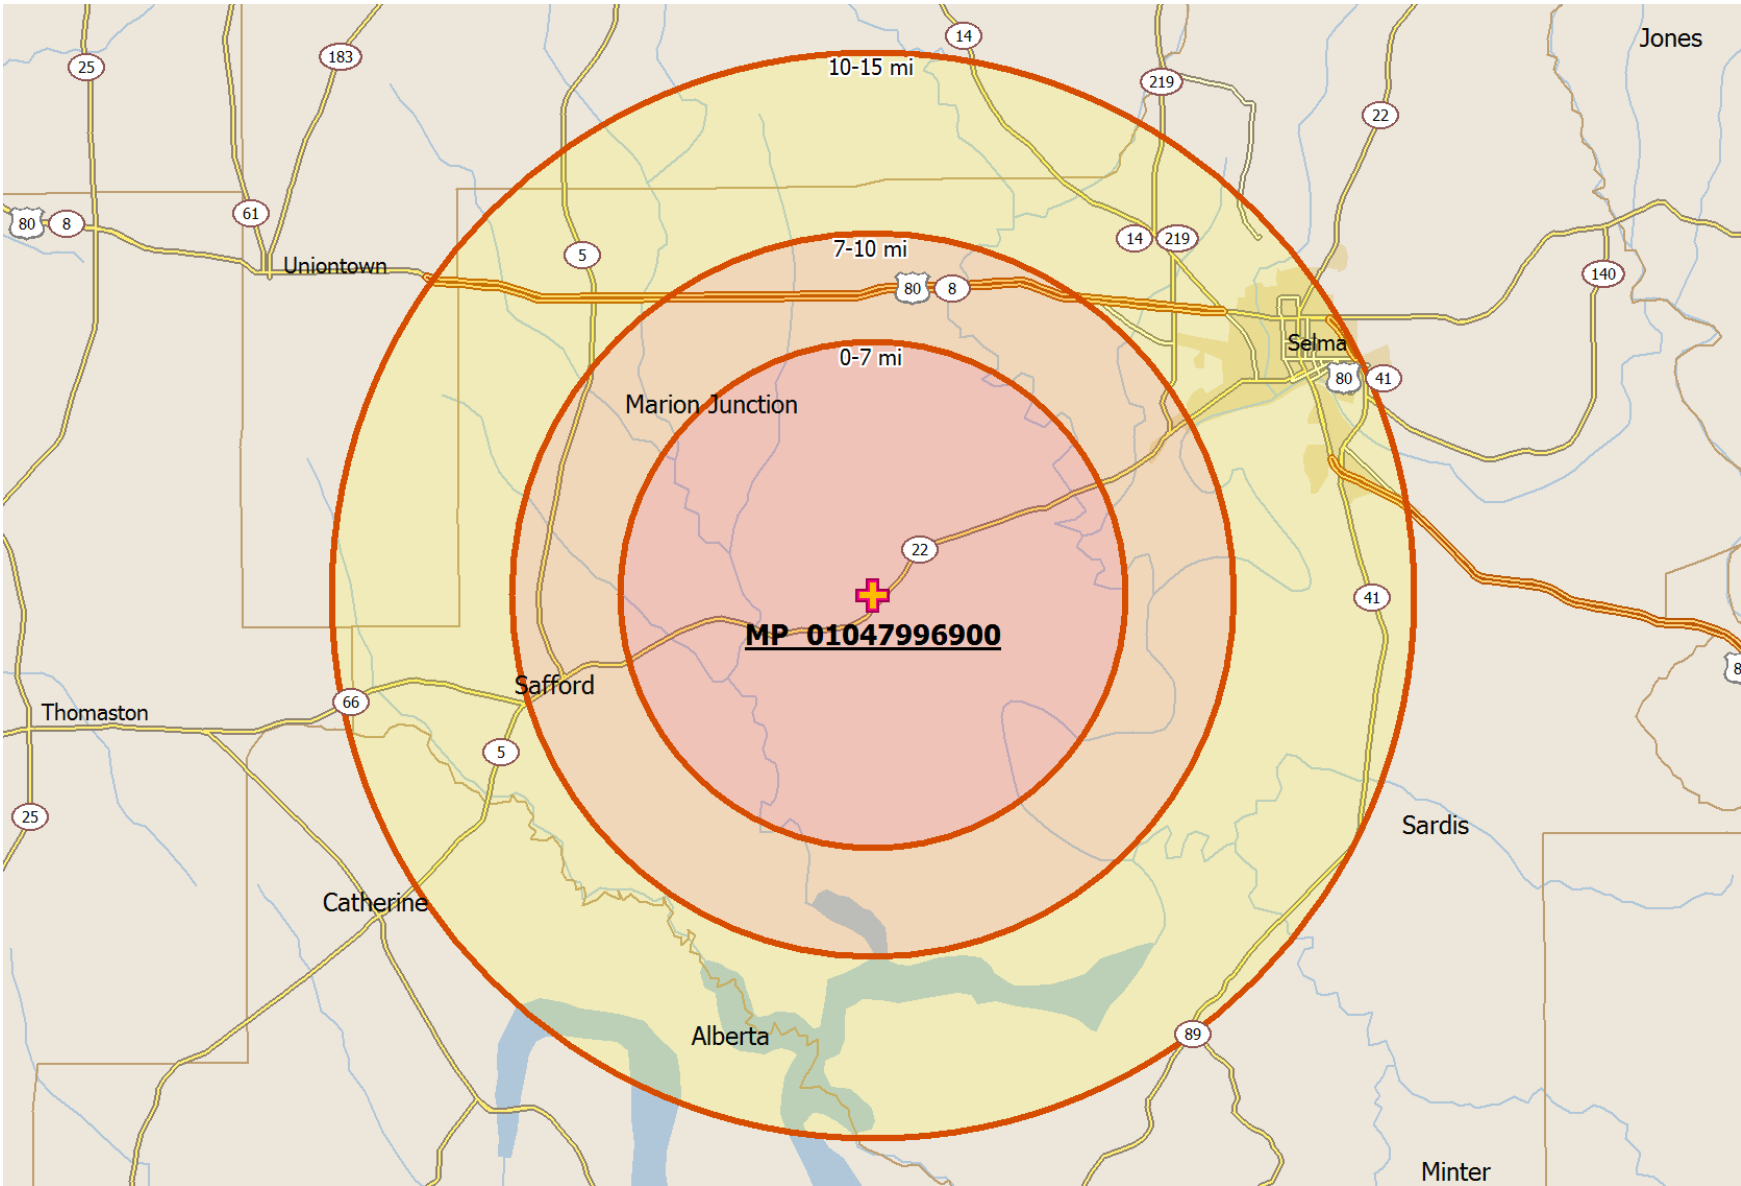 14
Jones
183
10-15 mi
25
219
22
61
80
8
14
219
7-10 mi
5
Uniontown
140
80
8
Selma
0-7 mi
80
41
Marion Junction
22
41
MP 01047996900
8
Safford
66
Thomaston
5
25
Sardis
Catherine
Alberta
89
Minter